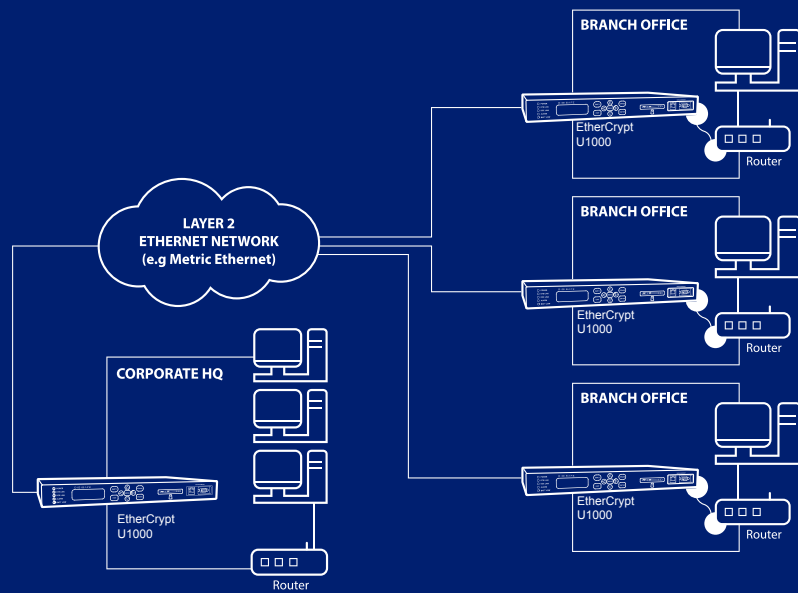 BRANCH OFFICE
EtherCrypt
U1000
Router
LAYER 2
ETHERNET NETWORK
(e.g Metric Ethernet)
BRANCH OFFICE
EtherCrypt
U1000
Router
CORPORATE HQ
EtherCrypt
U1000
Router
BRANCH OFFICE
EtherCrypt
U1000
Router